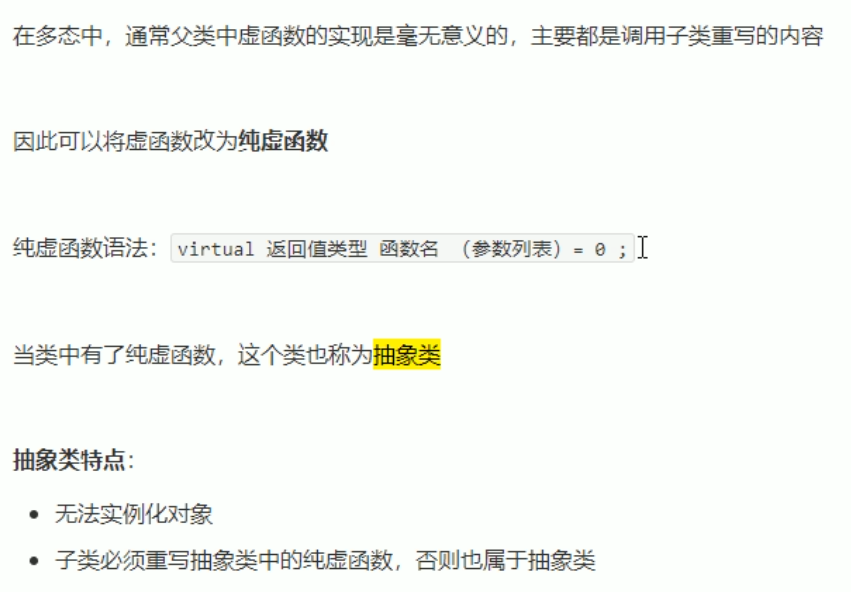 在多态中，通常父类中虚函数的实现是毫无意义的，主要都是调用子类重写的内容
因此可以将虚函数改为纯虚函数
纯虚函数语法：virtual 返回值类型 函数名 （参数列表）= 0 ;
当类中有了纯虚函数，这个类也称为抽象类
抽象类特点：
• 无法实例化对象
• 子类必须重写抽象类中的纯虚函数，否则也属于抽象类